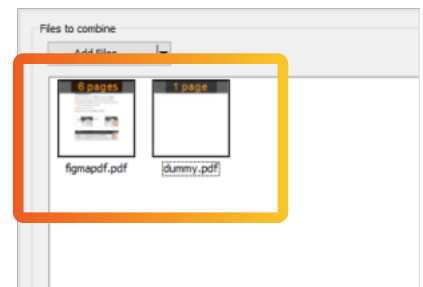 Files to combine
Add Files
6 pages
1 page
figmapdf.pdf
dummy.pdf